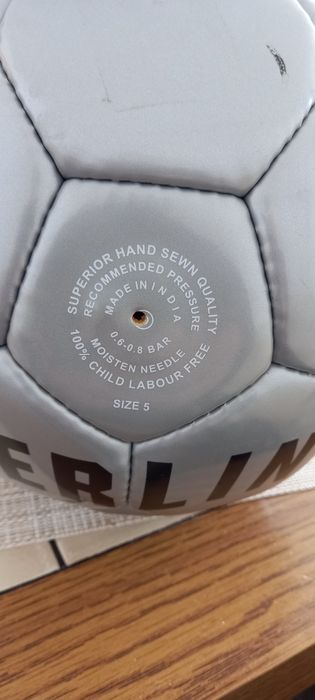 SUPERIOR HAND SEWN QUALITY
RECOMMENDED PRESSURE
MADE IN INDIA
0.6-0.8 BAR
MOISTEN NEEDLE
100% CHILD LABOUR FREE
SIZE 5
ERLIN